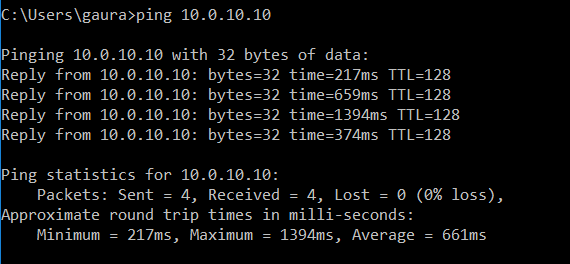 C:\Users\gaura>ping 10.0.10.10
Pinging 10.0.10.10 with 32 bytes of data:
Reply from 10.0.10.10: bytes=32 time=217ms TTL=128
Reply from 10.0.10.10: bytes=32 time=659ms TTL=128
Reply from 10.0.10.10: bytes=32 time=1394ms TTL=128
Reply from 10.0.10.10: bytes=32 time=374ms TTL=128
Ping statistics for 10.0.10.10:
    Packets: Sent = 4, Received = 4, Lost = 0 (0% loss),
Approximate round trip times in milli-seconds:
    Minimum = 217ms, Maximum = 1394ms, Average = 661ms